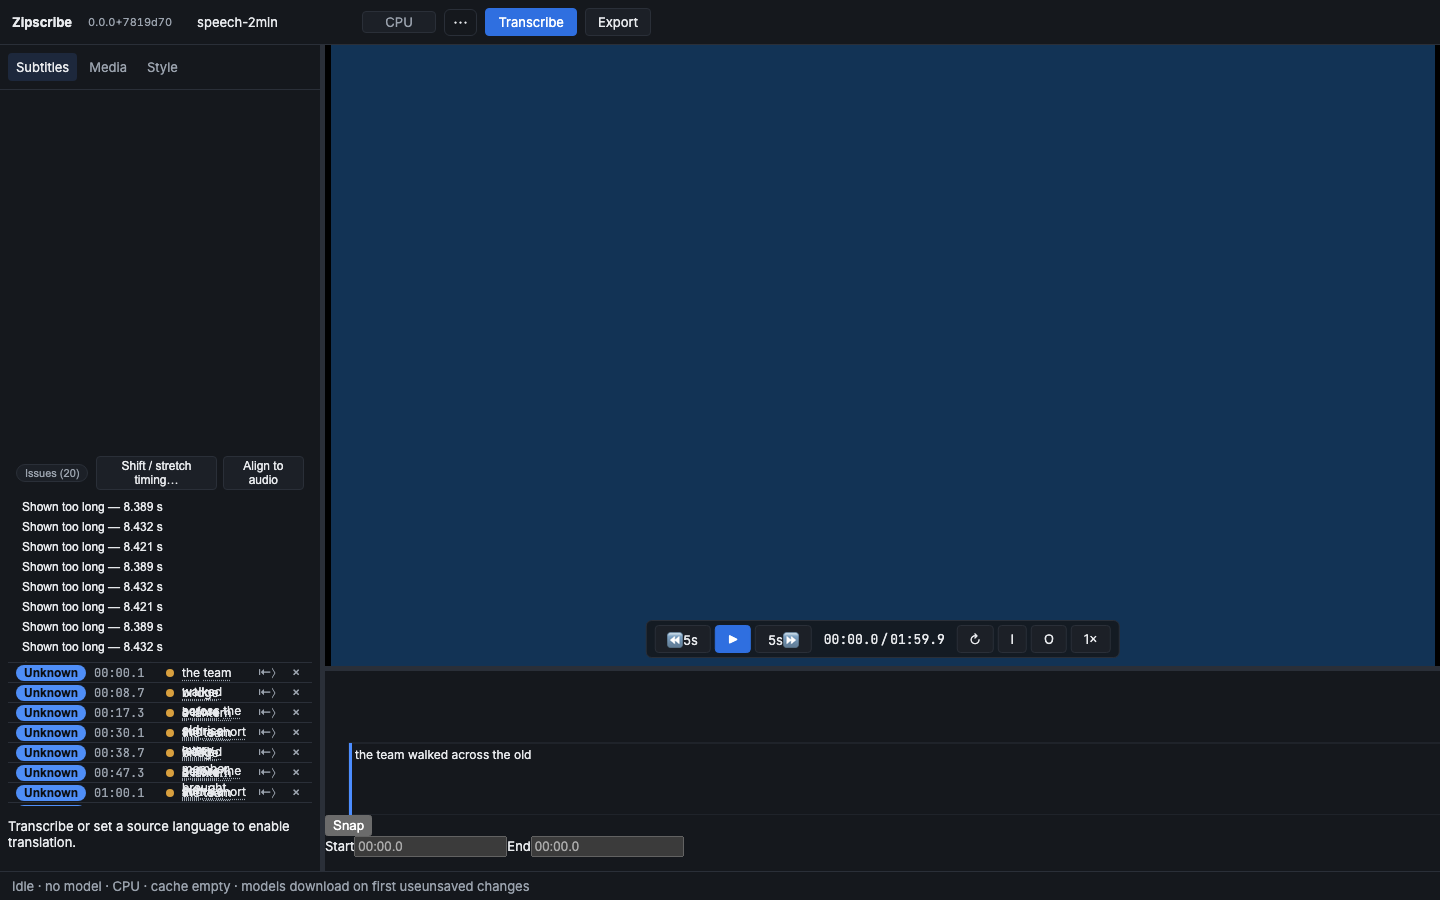 Zipscribe 0.0.0+7819d70 speech-2min CPU ··· Transcribe Export
Subtitles Media Style
Issues (20) Shift / stretch timing… Align to audio
Shown too long — 8.389 s
Shown too long — 8.432 s
Shown too long — 8.421 s
Shown too long — 8.389 s
Shown too long — 8.432 s
Shown too long — 8.421 s
Shown too long — 8.389 s
Shown too long — 8.432 s
Unknown 00:00.1 the team ×
Unknown 00:08.7 ×
Unknown 00:17.3 ×
Unknown 00:30.1 ×
Unknown 00:38.7 ×
Unknown 00:47.3 ×
Unknown 01:00.1 ×
Transcribe or set a source language to enable
translation.
5s 5s 00:00.0/01:59.9 I O 1×
the team walked across the old
Snap
Start 00:00.0 End 00:00.0
Idle · no model · CPU · cache empty · models download on first useunsaved changes